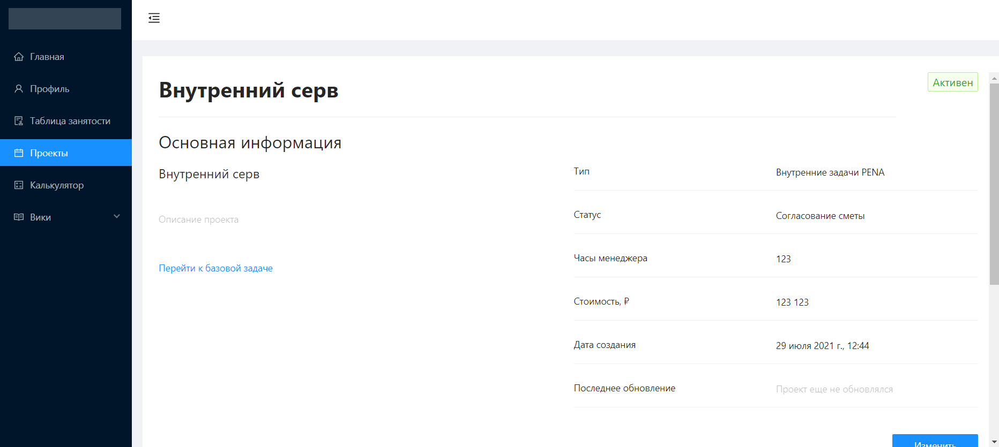 Главная
Профиль
Таблица занятости
Проекты
Калькулятор
Вики
Внутренний серв
Активен
Основная информация
Внутренний серв
Описание проекта
Перейти к базовой задаче
Тип
Внутренние задачи PENA
Статус
Согласование сметы
Часы менеджера
123
Стоимость, ₽
123 123
Дата создания
29 июля 2021 г., 12:44
Последнее обновление
Проект еще не обновлялся
Изменить